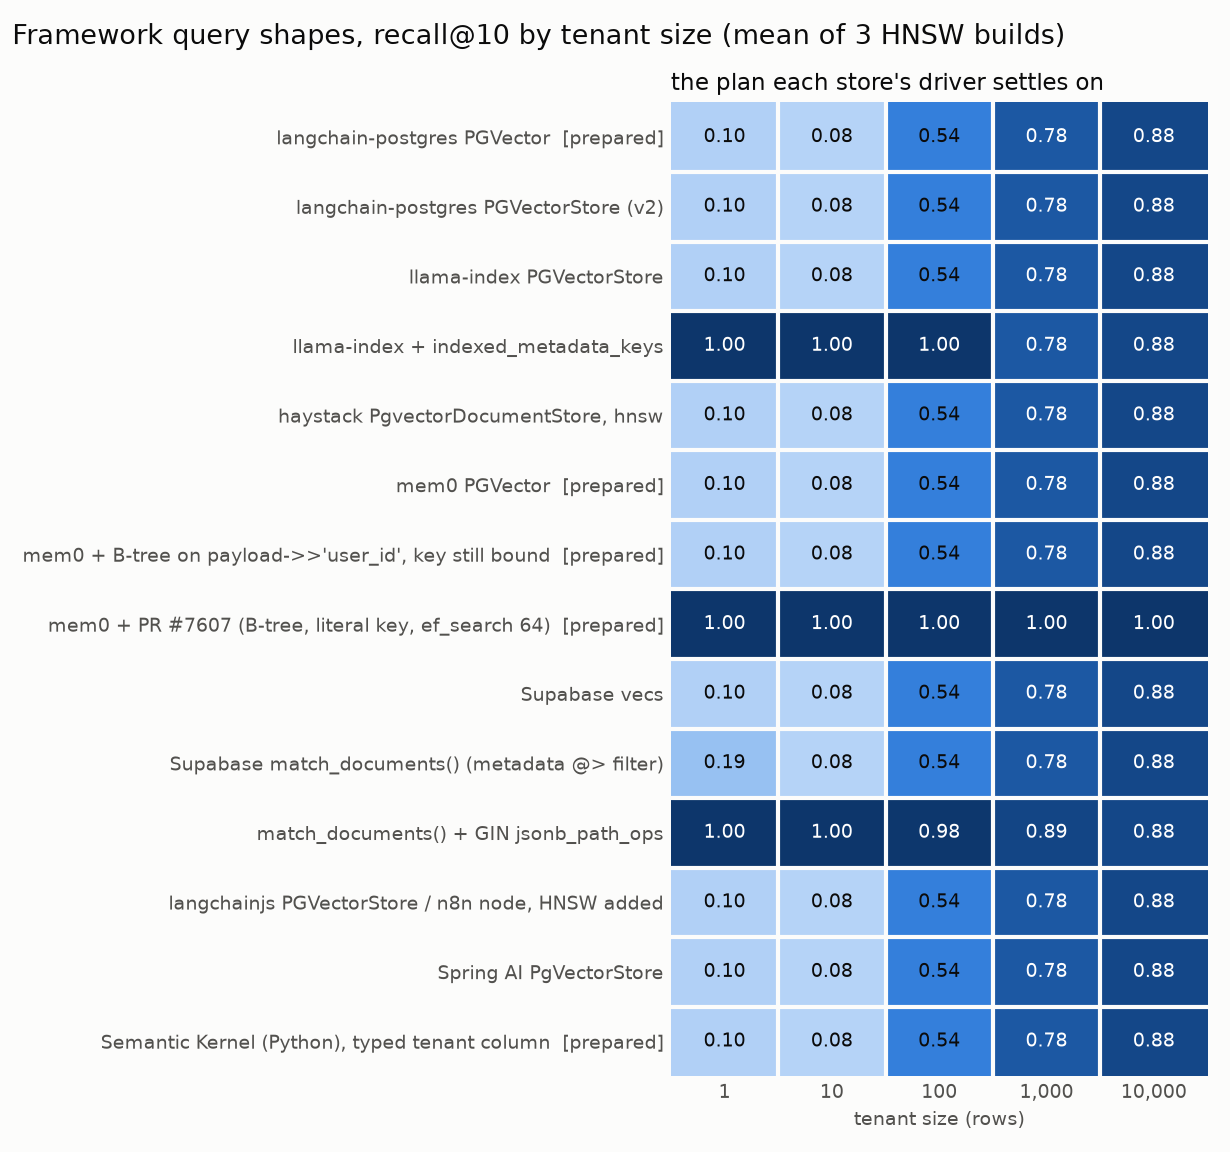 Framework query shapes, recall@10 by tenant size (mean of 3 HNSW builds)
the plan each store's driver settles on
langchain-postgres PGVector [prepared] 0.10 0.08 0.54 0.78 0.88
langchain-postgres PGVectorStore (v2) 0.10 0.08 0.54 0.78 0.88
llama-index PGVectorStore 0.10 0.08 0.54 0.78 0.88
llama-index + indexed_metadata_keys 1.00 1.00 1.00 0.78 0.88
haystack PgvectorDocumentStore, hnsw 0.10 0.08 0.54 0.78 0.88
mem0 PGVector [prepared] 0.10 0.08 0.54 0.78 0.88
mem0 + B-tree on payload->>'user_id', key still bound [prepared] 0.10 0.08 0.54 0.78 0.88
mem0 + PR #7607 (B-tree, literal key, ef_search 64) [prepared] 1.00 1.00 1.00 1.00 1.00
Supabase vecs 0.10 0.08 0.54 0.78 0.88
Supabase match_documents() (metadata @> filter) 0.19 0.08 0.54 0.78 0.88
match_documents() + GIN jsonb_path_ops 1.00 1.00 0.98 0.89 0.88
langchainjs PGVectorStore / n8n node, HNSW added 0.10 0.08 0.54 0.78 0.88
Spring AI PgVectorStore 0.10 0.08 0.54 0.78 0.88
Semantic Kernel (Python), typed tenant column [prepared] 0.10 0.08 0.54 0.78 0.88
1 10 100 1,000 10,000
tenant size (rows)